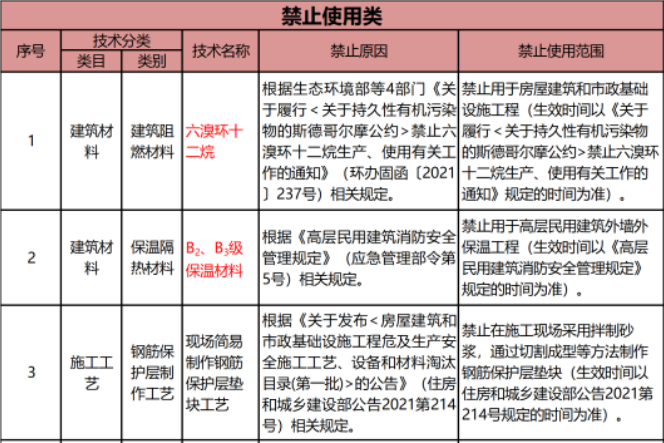 禁止使用类
序号
技术分类
类目
类别
技术名称
禁止原因
禁止使用范围
1
建筑材
料
建筑阻
燃材料
六溴环十
二烷
根据生态环境部等4部门《关
于履行＜关于持久性有机污染
物的斯德哥尔摩公约>禁止六
溴环十二烷生产、使用有关工
作的通知》（环办固函〔2021
〕237号）相关规定。
禁止用于房屋建筑和市政基础
设施工程（生效时间以《关于
履行＜关于持久性有机污染物
的斯德哥尔摩公约>禁止六溴环
十二烷生产、使用有关工作的
通知》规定的时间为准）。
2
建筑材
料
保温隔
热材料
B₂、B₃级
保温材料
根据《高层民用建筑消防安全
管理规定》（应急管理部令第
5号）相关规定。
禁止用于高层民用建筑外墙外
保温工程（生效时间以《高层
民用建筑消防安全管理规定》
规定的时间为准）。
3
施工工
艺
钢筋保
护层制
作工艺
现场简易
制作钢筋
保护层垫
块工艺
根据《关于发布<房屋建筑和
市政基础设施工程危及生产安
全施工工艺、设备和材料淘汰
目录(第一批)>的公告》（住房
和城乡建设部公告2021第214
号）相关规定。
禁止在施工现场采用拌制砂
浆，通过切割成型等方法制作
钢筋保护层垫块（生效时间以
住房和城乡建设部公告2021第
214号规定的时间为准）。